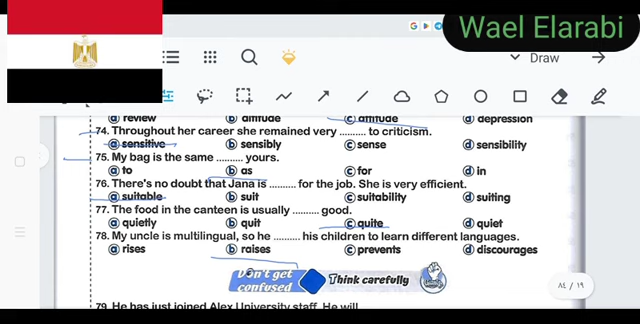 Wael Elarabi
Draw
ⓐ review ⓑ altitude ⓒ attitude ⓓ depression
74. Throughout her career she remained very .......... to criticism.
ⓐ sensitive ⓑ sensibly ⓒ sense ⓓ sensibility
75. My bag is the same .......... yours.
ⓐ to ⓑ as ⓒ for ⓓ in
76. There's no doubt that Jana is .......... for the job. She is very efficient.
ⓐ suitable ⓑ suit ⓒ suitability ⓓ suiting
77. The food in the canteen is usually .......... good.
ⓐ quietly ⓑ quit ⓒ quite ⓓ quiet
78. My uncle is multilingual, so he .......... his children to learn different languages.
ⓐ rises ⓑ raises ⓒ prevents ⓓ discourages
Don't get confused Think carefully
٨٤ / ١٩
79. He has just joined Alex University staff. He will